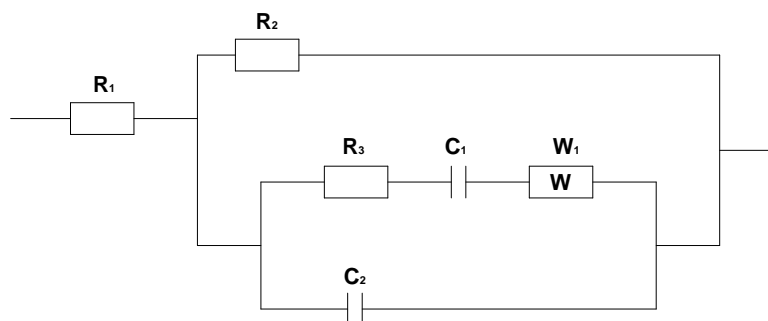 R₂
R₁
R₃ C₁ W₁
W
C₂